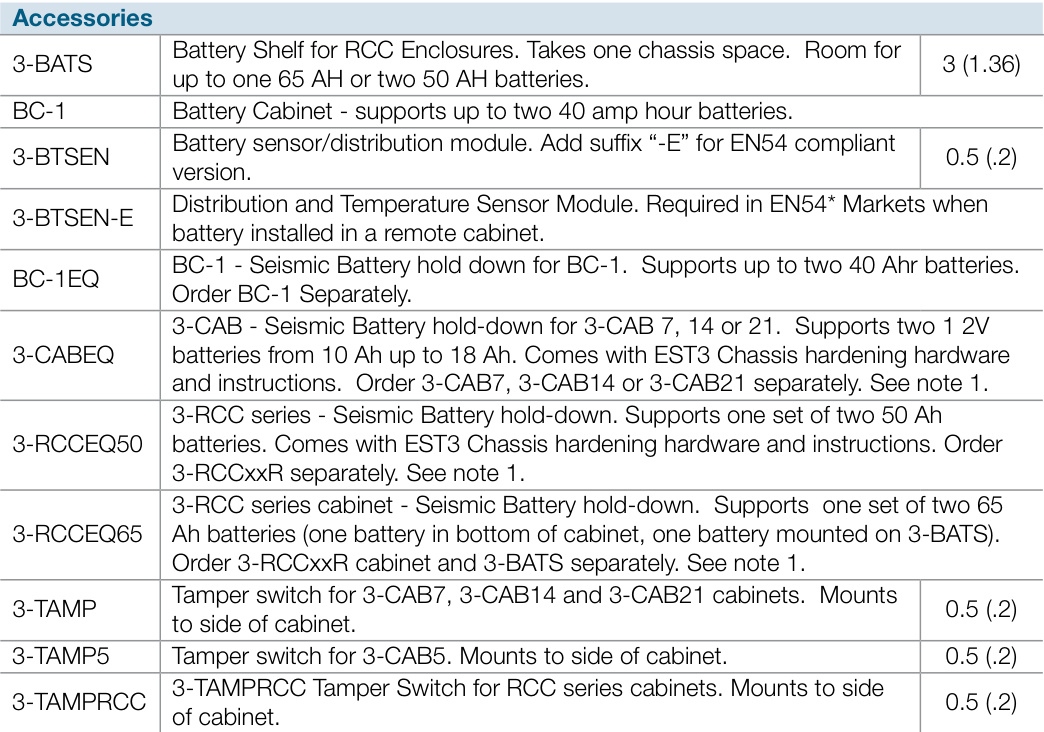 Accessories
3-BATS
Battery Shelf for RCC Enclosures. Takes one chassis space.  Room for
up to one 65 AH or two 50 AH batteries.
3 (1.36)
BC-1
Battery Cabinet - supports up to two 40 amp hour batteries.
3-BTSEN
Battery sensor/distribution module. Add suffix “-E” for EN54 compliant
version.
0.5 (.2)
3-BTSEN-E
Distribution and Temperature Sensor Module. Required in EN54* Markets when
battery installed in a remote cabinet.
BC-1EQ
BC-1 - Seismic Battery hold down for BC-1.  Supports up to two 40 Ahr batteries.
Order BC-1 Separately.
3-CABEQ
3-CAB - Seismic Battery hold-down for 3-CAB 7, 14 or 21.  Supports two 1 2V
batteries from 10 Ah up to 18 Ah. Comes with EST3 Chassis hardening hardware
and instructions.  Order 3-CAB7, 3-CAB14 or 3-CAB21 separately. See note 1.
3-RCCEQ50
3-RCC series - Seismic Battery hold-down. Supports one set of two 50 Ah
batteries. Comes with EST3 Chassis hardening hardware and instructions. Order
3-RCCxxR separately. See note 1.
3-RCCEQ65
3-RCC series cabinet - Seismic Battery hold-down.  Supports  one set of two 65
Ah batteries (one battery in bottom of cabinet, one battery mounted on 3-BATS).
Order 3-RCCxxR cabinet and 3-BATS separately. See note 1.
3-TAMP
Tamper switch for 3-CAB7, 3-CAB14 and 3-CAB21 cabinets.  Mounts
to side of cabinet.
0.5 (.2)
3-TAMP5
Tamper switch for 3-CAB5. Mounts to side of cabinet.
0.5 (.2)
3-TAMPRCC
3-TAMPRCC Tamper Switch for RCC series cabinets. Mounts to side
of cabinet.
0.5 (.2)